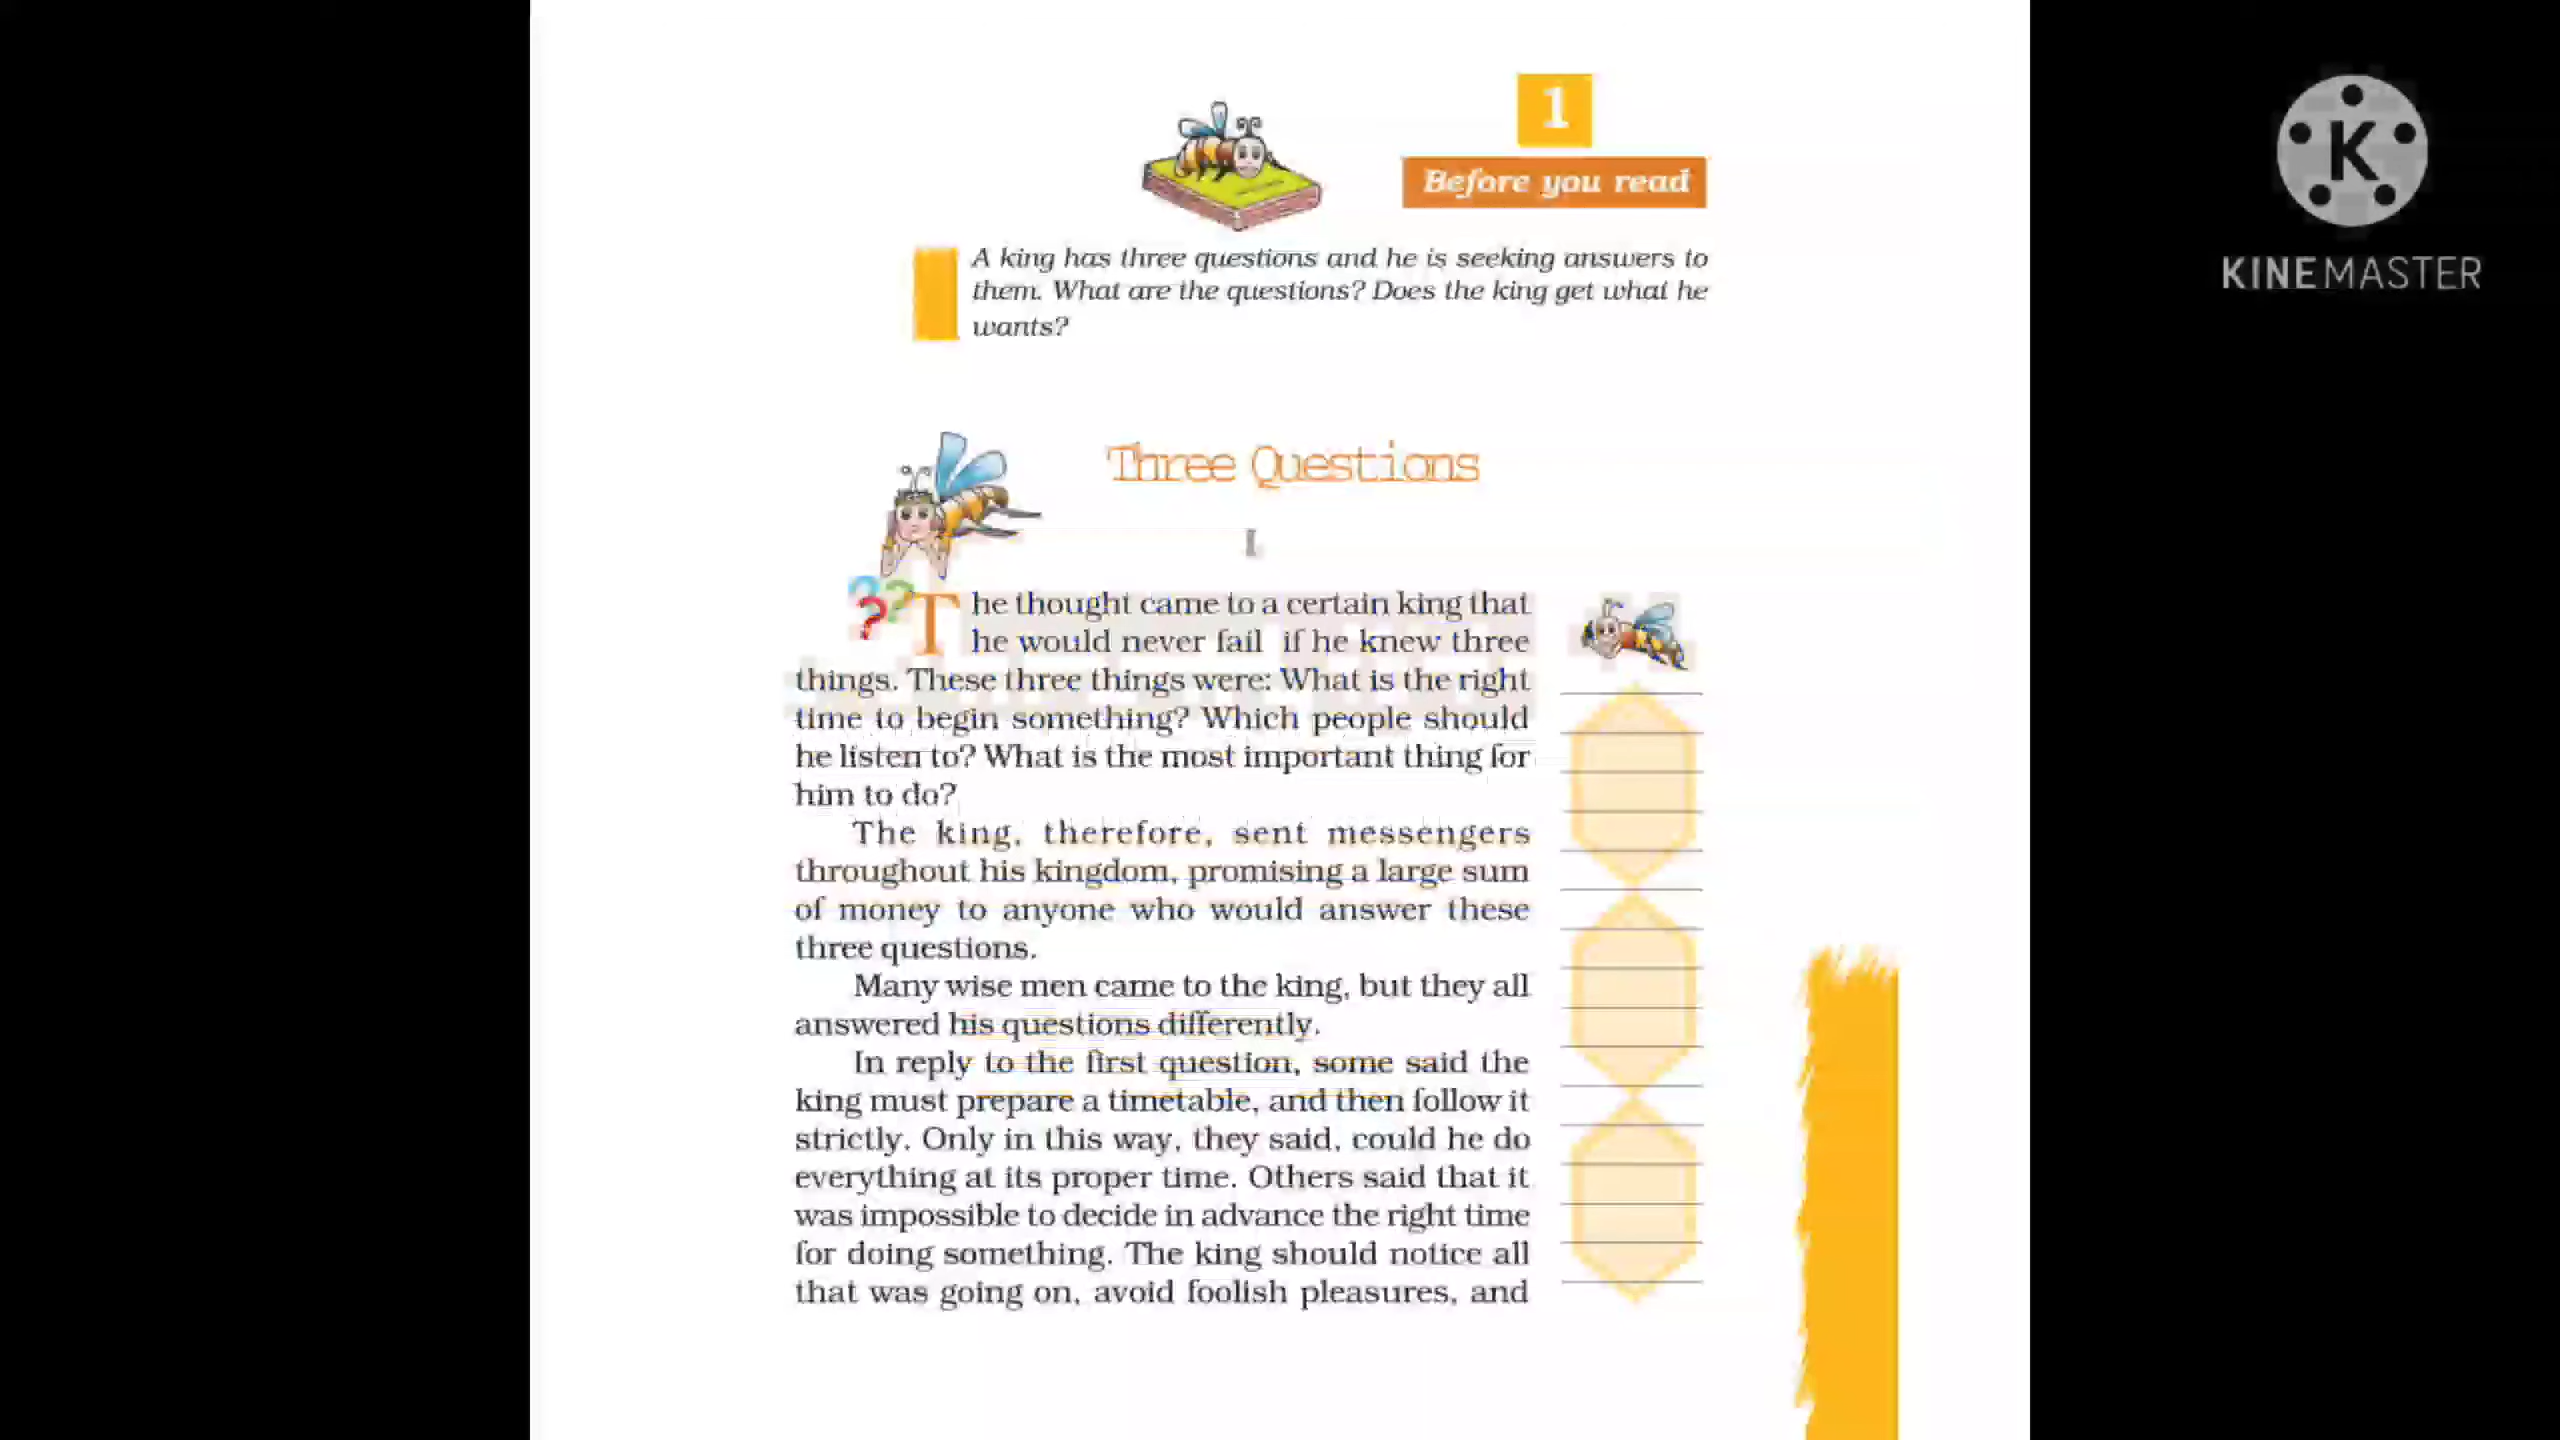 1
Before you read
A king has three questions and he is seeking answers to
them. What are the questions? Does the king get what he
wants?
Three Questions
I
The thought came to a certain king that
he would never fail if he knew three
things. These three things were: What is the right
time to begin something? Which people should
he listen to? What is the most important thing for
him to do?
The king, therefore, sent messengers
throughout his kingdom, promising a large sum
of money to anyone who would answer these
three questions.
Many wise men came to the king, but they all
answered his questions differently.
In reply to the first question, some said the
king must prepare a timetable, and then follow it
strictly. Only in this way, they said, could he do
everything at its proper time. Others said that it
was impossible to decide in advance the right time
for doing something. The king should notice all
that was going on, avoid foolish pleasures, and
???
K
KINEMASTER